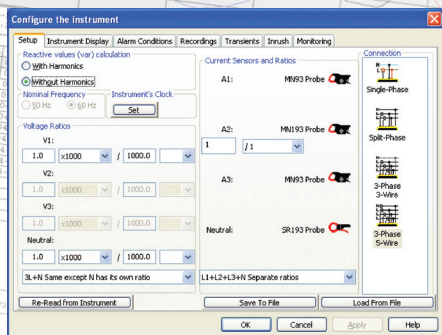 Configure the instrument
Setup Instrument Display Alarm Conditions Recordings Transients Inrush Monitoring
Reactive values (var) calculation
With Harmonics
Without Harmonics
Nominal Frequency
50 Hz 60 Hz
Instrument's Clock
Set
Voltage Ratios
V1:
1.0 x1000 / 1000.0
V2:
1.0 x1000 / 1000.0
V3:
1.0 x1000 / 1000.0
Neutral:
1.0 x1000 / 1000.0
3L+N Same except N has its own ratio
Re-Read from Instrument
Current Sensors and Ratios
A1: MN93 Probe
A2: MN193 Probe
1 / 1
A3: MN93 Probe
Neutral: SR193 Probe
L1+L2+L3+N Separate ratios
Save To File
Connection
Single-Phase
Split-Phase
3-Phase
3-Wire
3-Phase
5-Wire
Load From File
OK Cancel Apply Help